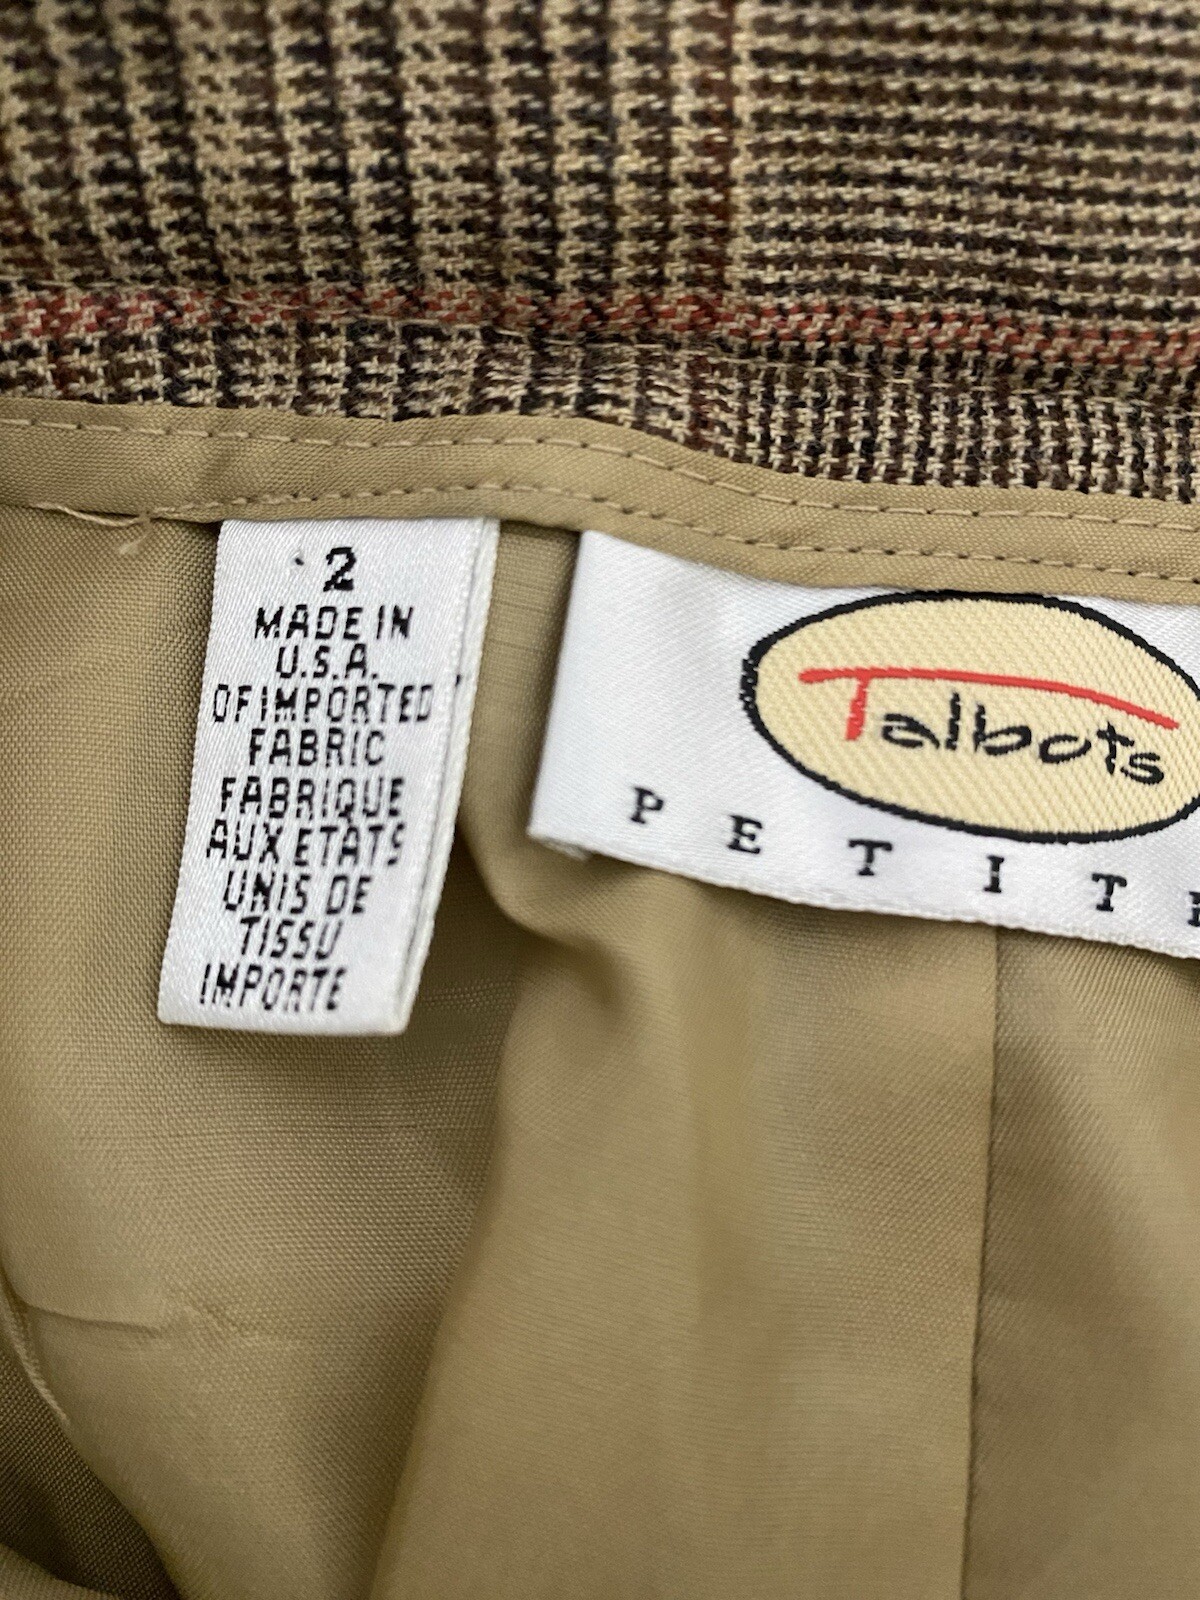 2
MADE IN
U.S.A.
OF IMPORTED
FABRIC
FABRIQUE
AUX ETATS
UNIS DE
TISSU
IMPORTE
Talbots
PETIT